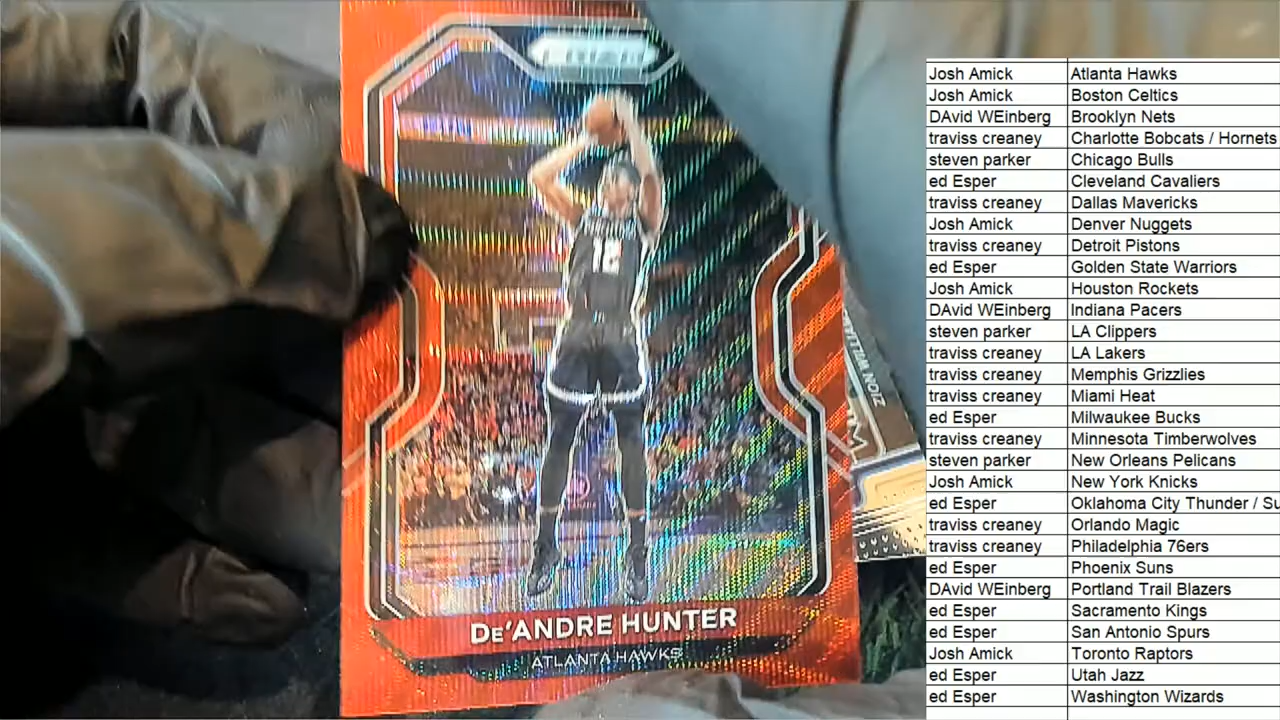 PRIZM
12
DE'ANDRE HUNTER
ATLANTA HAWKS
ZION WILLIA
Josh Amick Atlanta Hawks
Josh Amick Boston Celtics
DAvid WEinberg Brooklyn Nets
traviss creaney Charlotte Bobcats / Hornets
steven parker Chicago Bulls
ed Esper Cleveland Cavaliers
traviss creaney Dallas Mavericks
Josh Amick Denver Nuggets
traviss creaney Detroit Pistons
ed Esper Golden State Warriors
Josh Amick Houston Rockets
DAvid WEinberg Indiana Pacers
steven parker LA Clippers
traviss creaney LA Lakers
traviss creaney Memphis Grizzlies
traviss creaney Miami Heat
ed Esper Milwaukee Bucks
traviss creaney Minnesota Timberwolves
steven parker New Orleans Pelicans
Josh Amick New York Knicks
ed Esper Oklahoma City Thunder / Su
traviss creaney Orlando Magic
traviss creaney Philadelphia 76ers
ed Esper Phoenix Suns
DAvid WEinberg Portland Trail Blazers
ed Esper Sacramento Kings
ed Esper San Antonio Spurs
Josh Amick Toronto Raptors
ed Esper Utah Jazz
ed Esper Washington Wizards